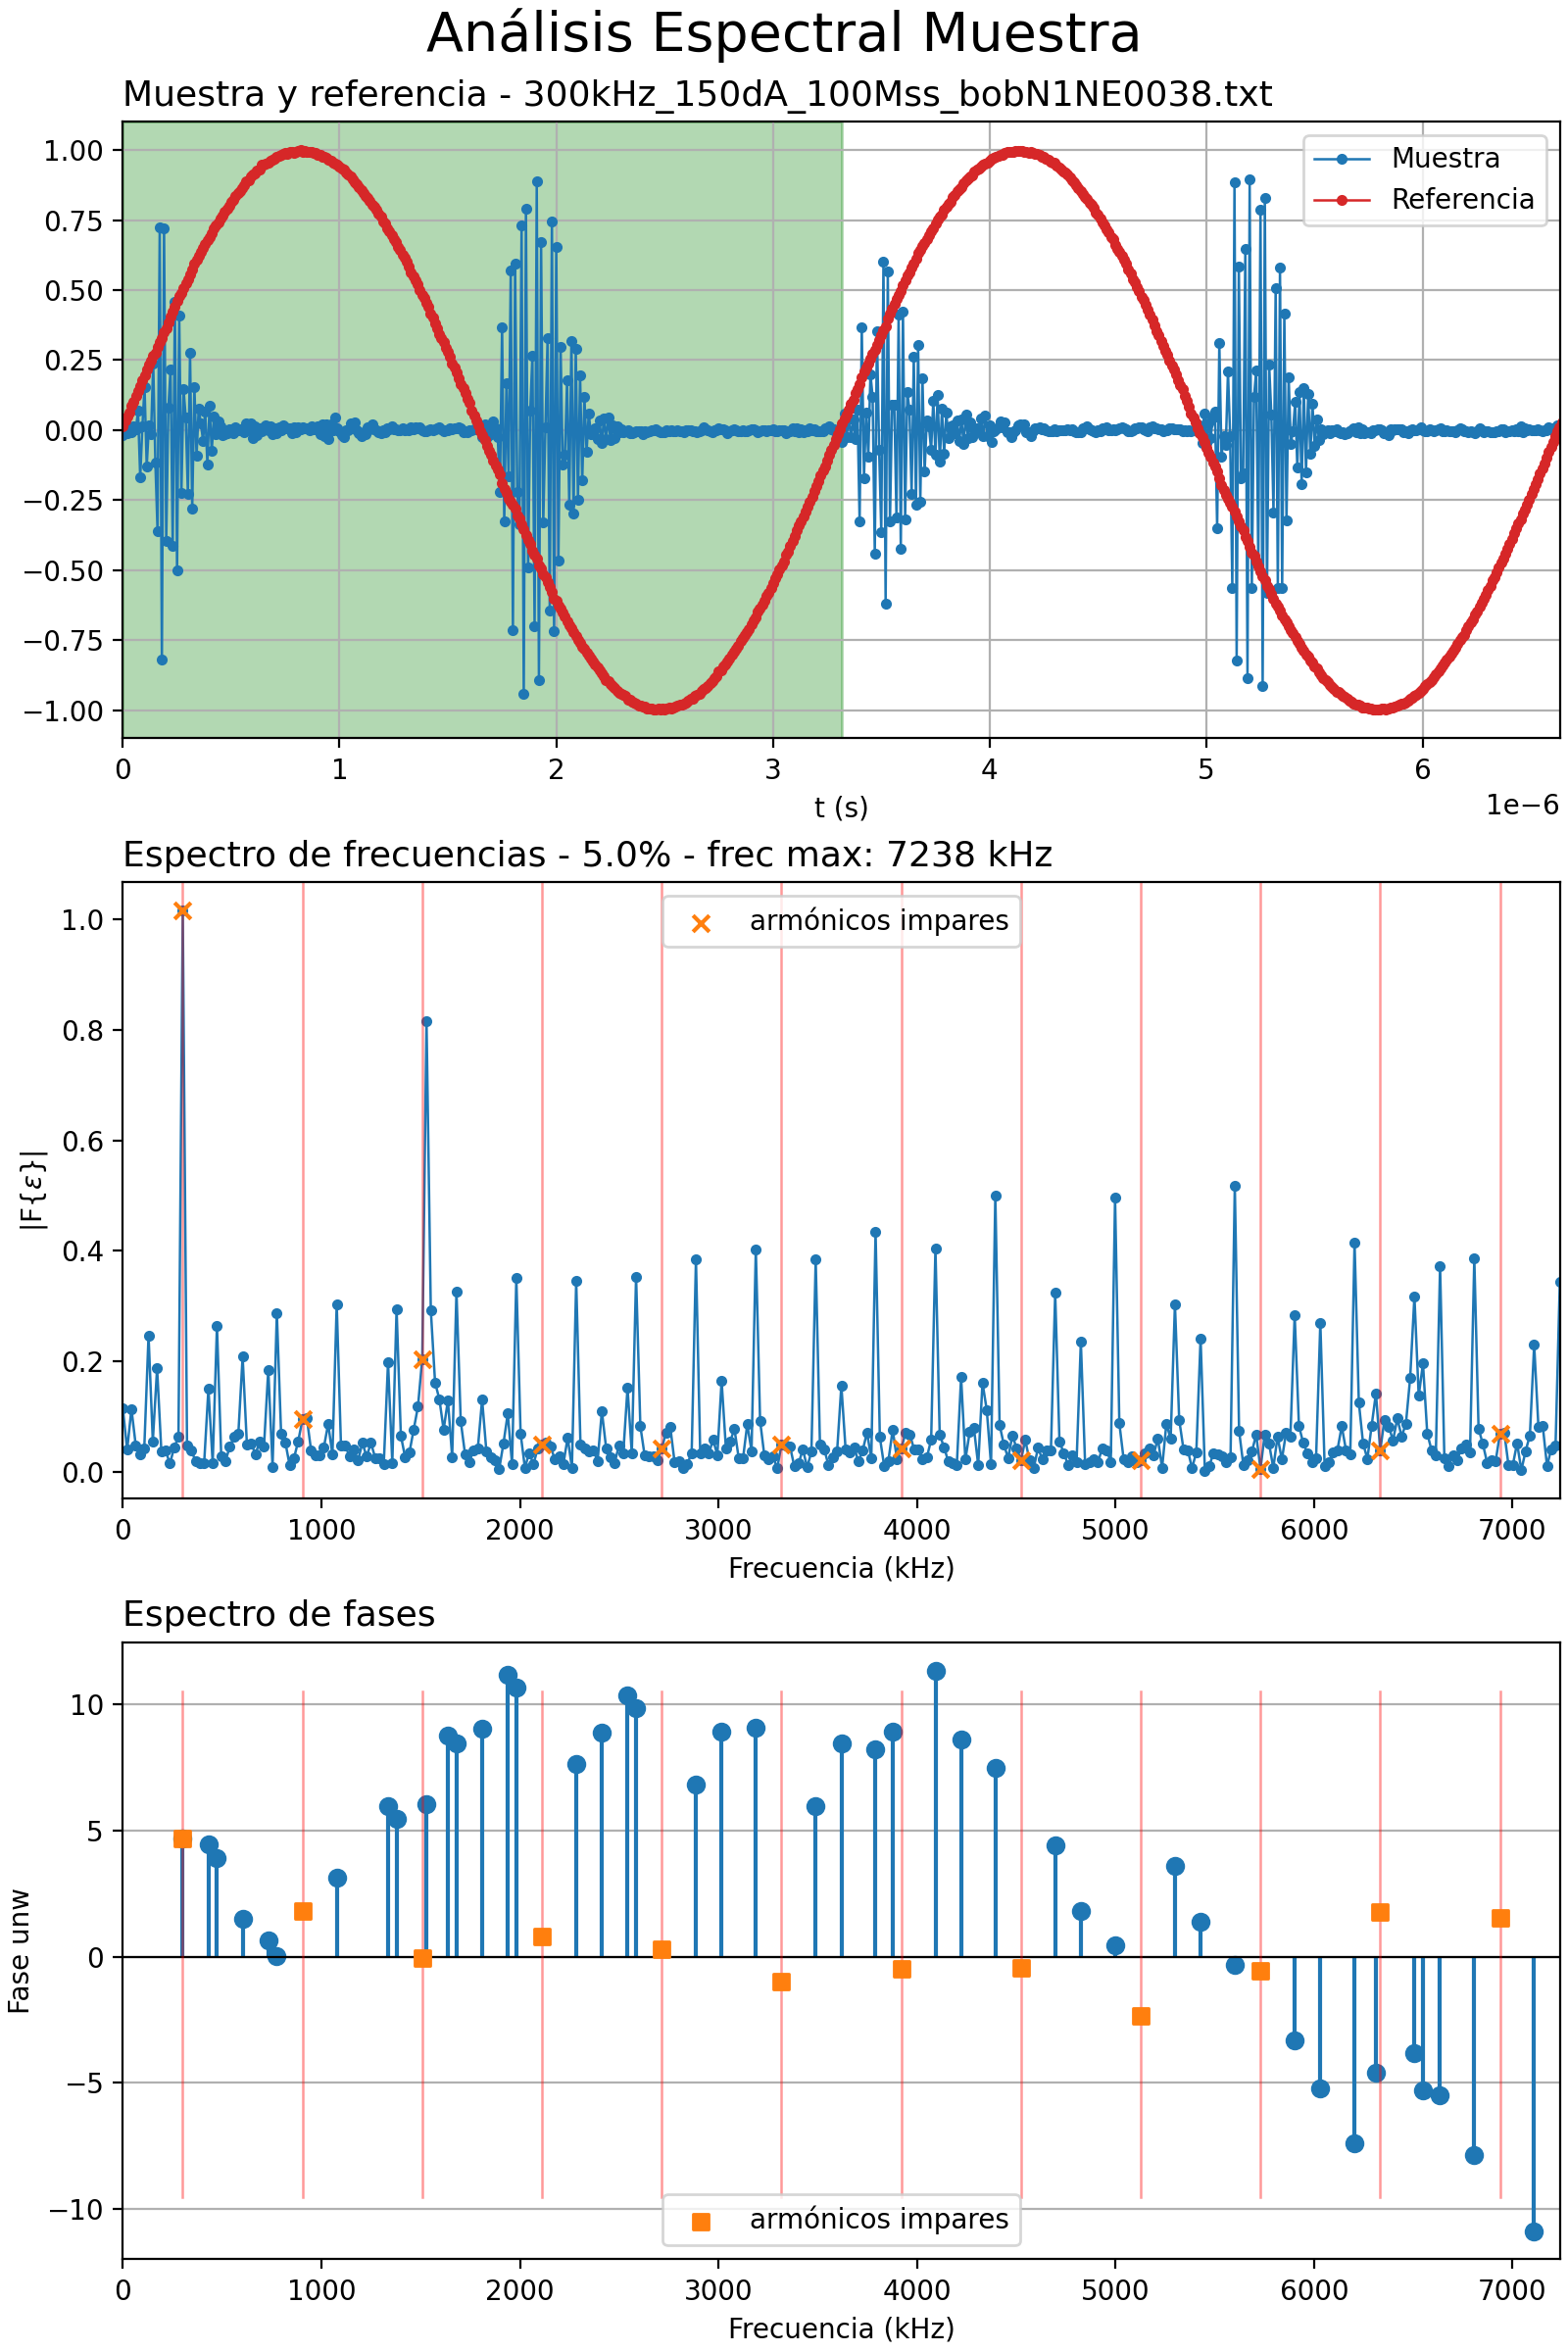 Análisis Espectral Muestra
Muestra y referencia - 300kHz_150dA_100Mss_bobN1NE0038.txt
1.00
0.75
0.50
0.25
0.00
−0.25
−0.50
−0.75
−1.00
Muestra
Referencia
0 1 2 3 4 5 6
t (s)
1e−6
Espectro de frecuencias - 5.0% - frec max: 7238 kHz
|F{ε}|
1.0
0.8
0.6
0.4
0.2
0.0
armónicos impares
0 1000 2000 3000 4000 5000 6000 7000
Frecuencia (kHz)
Espectro de fases
Fase unw
10
5
0
−5
−10
armónicos impares
0 1000 2000 3000 4000 5000 6000 7000
Frecuencia (kHz)